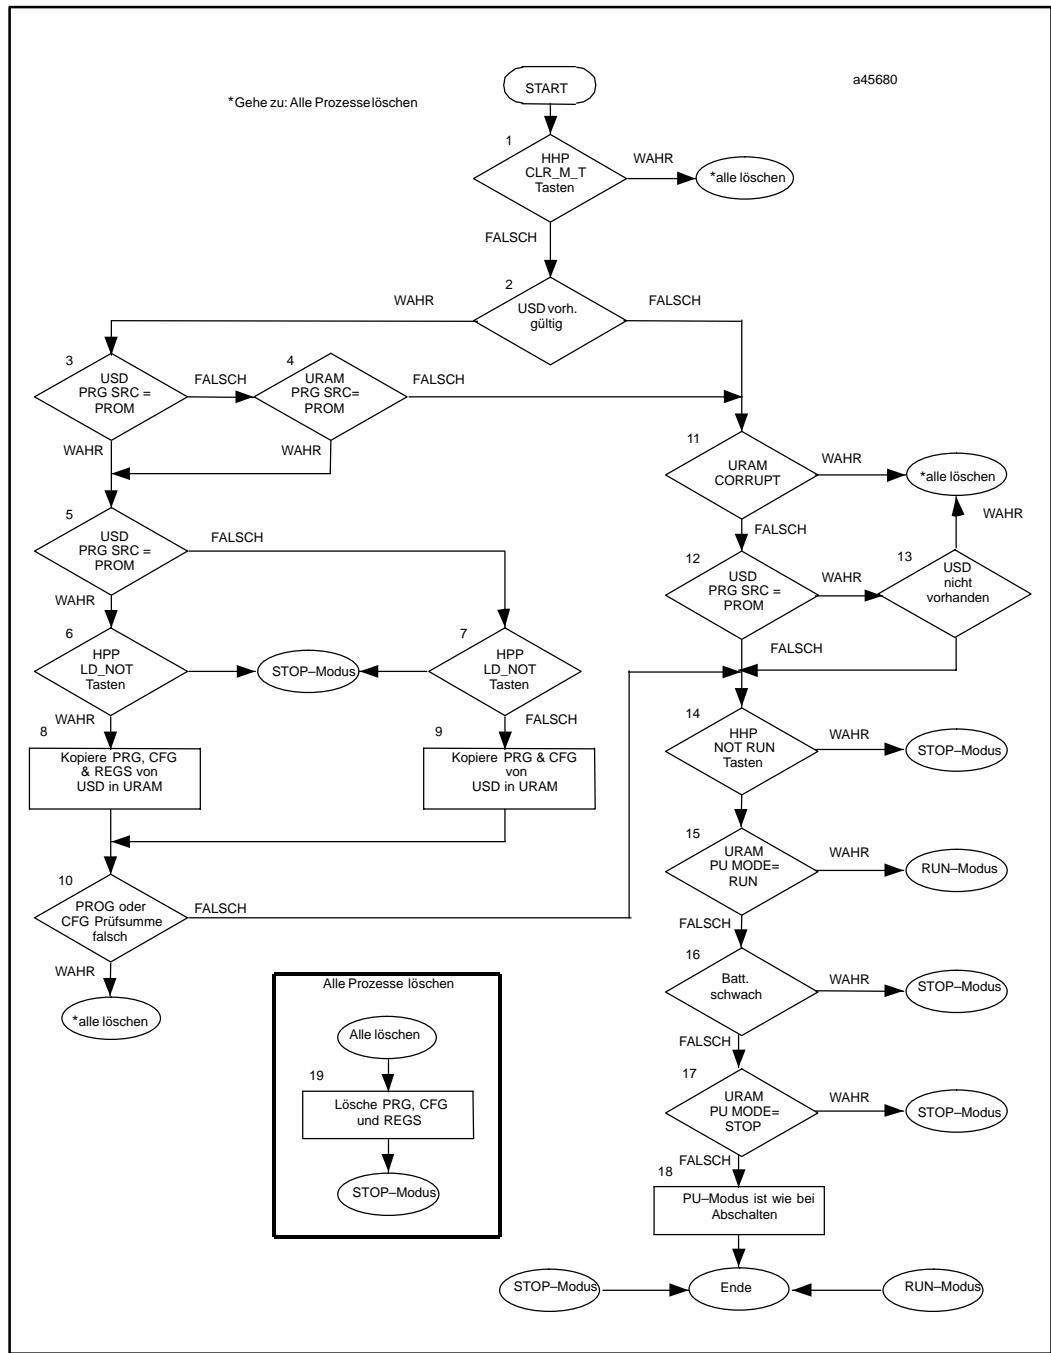 a45680
START
*Gehe zu: Alle Prozesse löschen
1
HHP
CLR_M_T
Tasten
WAHR
*alle löschen
FALSCH
2
USD vorh.
gültig
WAHR
FALSCH
3
USD
PRG SRC =
PROM
FALSCH
4
URAM
PRG SRC=
PROM
FALSCH
WAHR
WAHR
11
URAM
CORRUPT
WAHR
*alle löschen
WAHR
FALSCH
5
USD
PRG SRC =
PROM
FALSCH
WAHR
12
USD
PRG SRC =
PROM
WAHR
13
USD
nicht
vorhanden
FALSCH
6
HPP
LD_NOT
Tasten
STOP–Modus
7
HPP
LD_NOT
Tasten
WAHR
FALSCH
8
Kopiere PRG, CFG
& REGS von
USD in URAM
9
Kopiere PRG & CFG
von
USD in URAM
14
HHP
NOT RUN
Tasten
WAHR
STOP–Modus
15
URAM
PU MODE=
RUN
WAHR
RUN–Modus
FALSCH
10
PROG oder
CFG Prüfsumme
falsch
FALSCH
WAHR
*alle löschen
16
Batt.
schwach
WAHR
STOP–Modus
FALSCH
Alle Prozesse löschen
Alle löschen
19
Lösche PRG, CFG
und REGS
STOP–Modus
17
URAM
PU MODE=
STOP
WAHR
STOP–Modus
FALSCH
18
PU–Modus ist wie bei
Abschalten
STOP–Modus
Ende
RUN–Modus